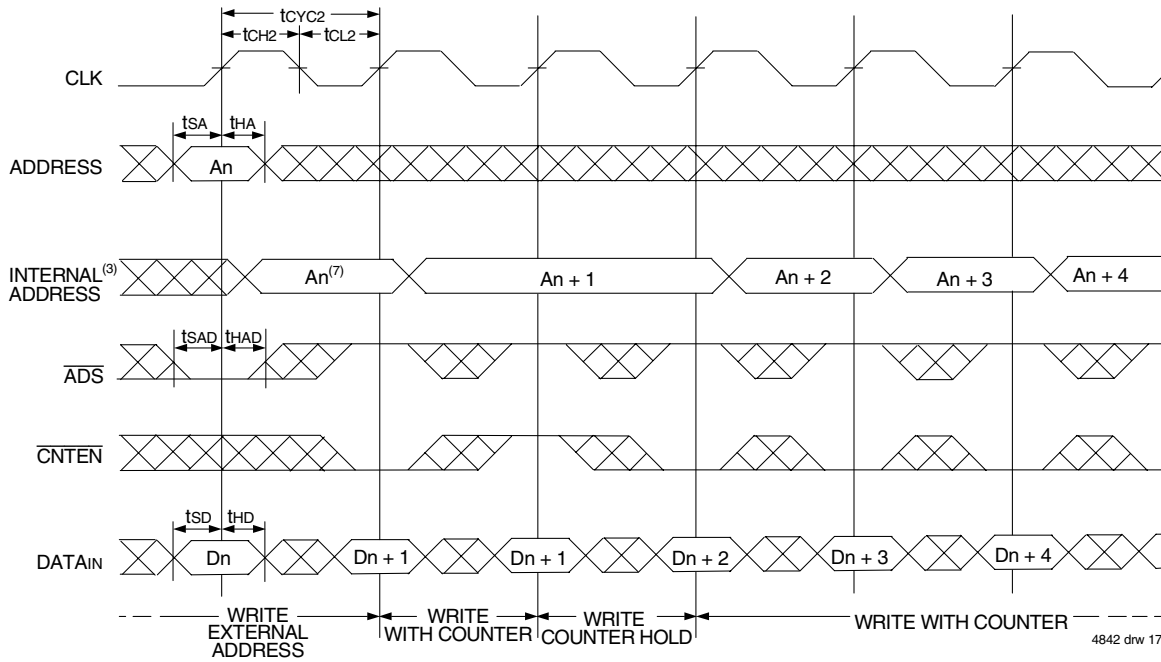 tCYC2
tCH2 tCL2
CLK
tSA tHA
ADDRESS An
INTERNAL(3) ADDRESS An(7) An + 1 An + 2 An + 3 An + 4
tSAD tHAD
ADS
CNTEN
tSD tHD
DATAIN Dn Dn + 1 Dn + 1 Dn + 2 Dn + 3 Dn + 4
WRITE EXTERNAL ADDRESS WRITE WITH COUNTER WRITE COUNTER HOLD WRITE WITH COUNTER
4842 drw 17